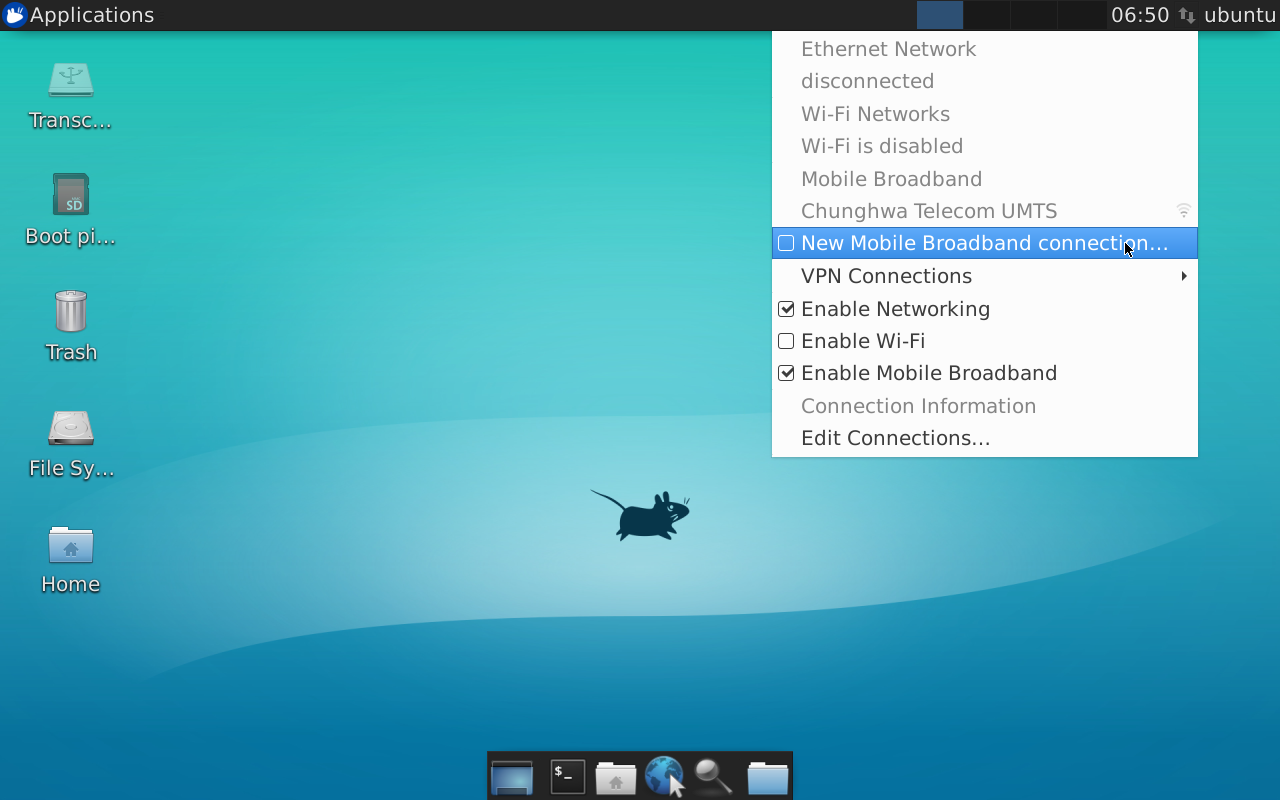 Applications
06:50
ubuntu
Ethernet Network
disconnected
Wi-Fi Networks
Wi-Fi is disabled
Mobile Broadband
Chunghwa Telecom UMTS
New Mobile Broadband connection...
VPN Connections
Enable Networking
Enable Wi-Fi
Enable Mobile Broadband
Connection Information
Edit Connections...
Transc...
SD
Boot pi...
Trash
File Sy...
Home
$_